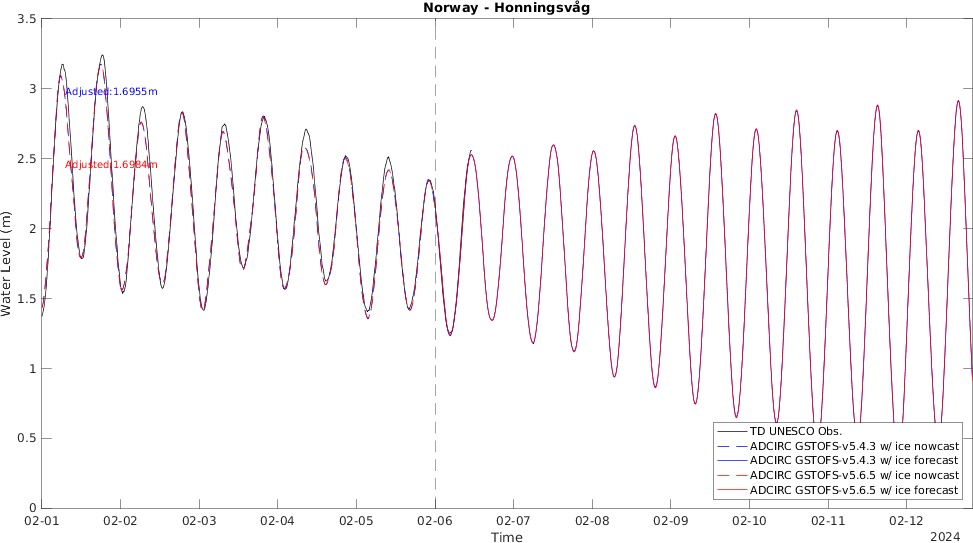 Norway - Honningsvåg
Water Level (m)
3.5
3
2.5
2
1.5
1
0.5
0
Adjusted:1.6955m
Adjusted:1.6984m
TD UNESCO Obs.
ADCIRC GSTOFS-v5.4.3 w/ ice nowcast
ADCIRC GSTOFS-v5.4.3 w/ ice forecast
ADCIRC GSTOFS-v5.6.5 w/ ice nowcast
ADCIRC GSTOFS-v5.6.5 w/ ice forecast
02-01 02-02 02-03 02-04 02-05 02-06 02-07 02-08 02-09 02-10 02-11 02-12
Time
2024